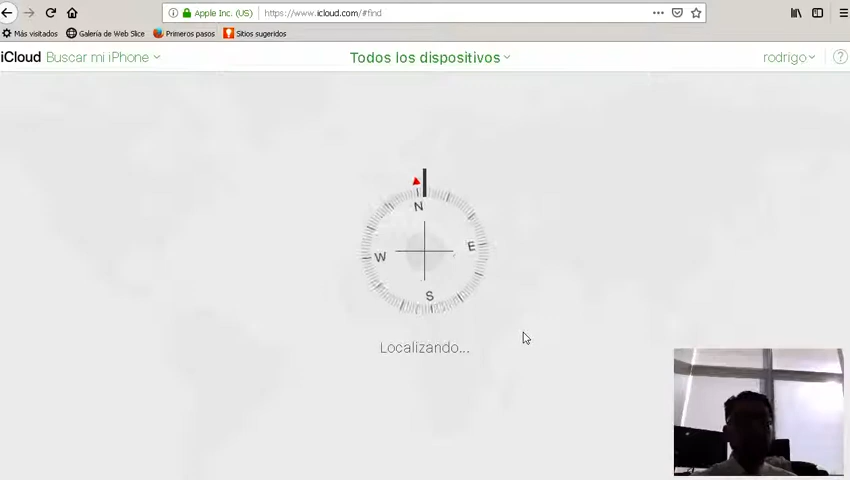 Apple Inc. (US) https://www.icloud.com/#find
Más visitados Galería de Web Slice Primeros pasos Sitios sugeridos
iCloud Buscar mi iPhone Todos los dispositivos rodrigo ?
N
W E
S
Localizando...